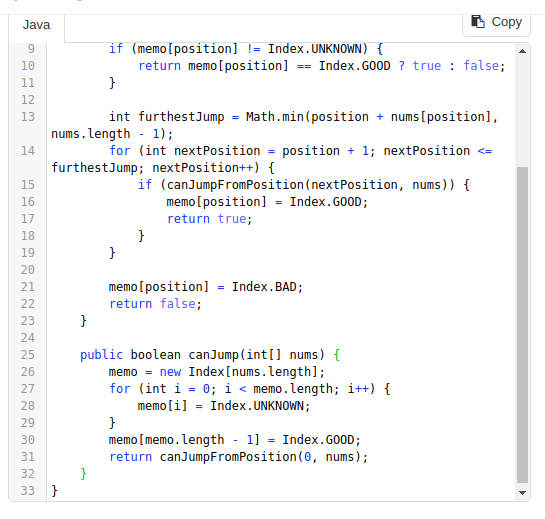 Java
Copy
9 if (memo[position] != Index.UNKNOWN) {
10 return memo[position] == Index.GOOD ? true : false;
11 }
12
13 int furthestJump = Math.min(position + nums[position],
nums.length - 1);
14 for (int nextPosition = position + 1; nextPosition <=
furthestJump; nextPosition++) {
15 if (canJumpFromPosition(nextPosition, nums)) {
16 memo[position] = Index.GOOD;
17 return true;
18 }
19 }
20
21 memo[position] = Index.BAD;
22 return false;
23 }
24
25 public boolean canJump(int[] nums) {
26 memo = new Index[nums.length];
27 for (int i = 0; i < memo.length; i++) {
28 memo[i] = Index.UNKNOWN;
29 }
30 memo[memo.length - 1] = Index.GOOD;
31 return canJumpFromPosition(0, nums);
32 }
33 }